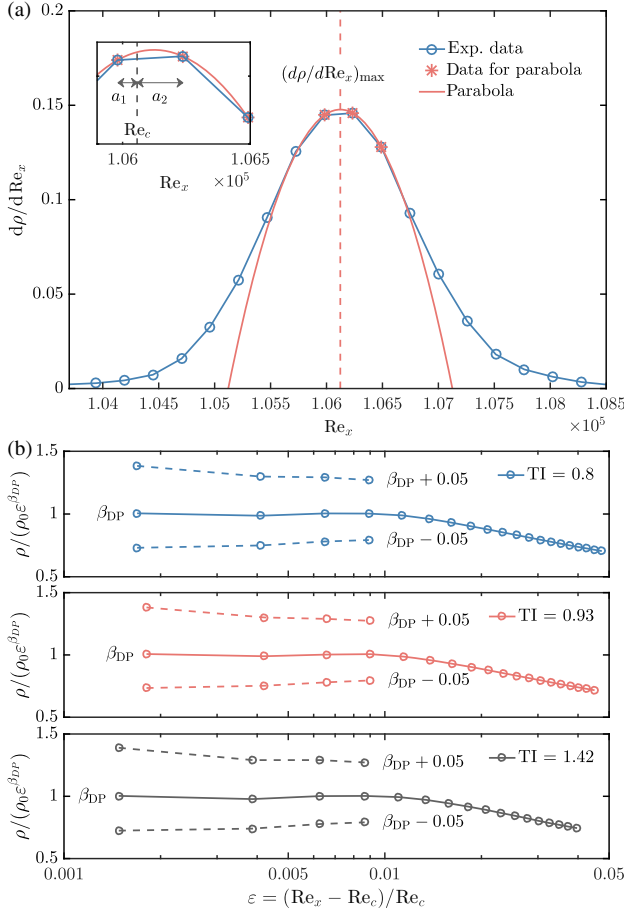 (a)
0.2
0.15
0.1
0.05
0
dρ/dRe_x
(dρ/dRe_x)_max
Exp. data
Data for parabola
Parabola
a_1
a_2
Re_c
1.06
1.065
Re_x
×10^5
1.04
1.045
1.05
1.055
1.06
1.065
1.07
1.075
1.08
1.085
Re_x
×10^5
(b)
1.5
1
0.5
ρ/(ρ_0ε^{β_DP})
β_DP + 0.05
β_DP
β_DP − 0.05
TI = 0.8
1.5
1
0.5
ρ/(ρ_0ε^{β_DP})
β_DP + 0.05
β_DP
β_DP − 0.05
TI = 0.93
1.5
1
0.5
ρ/(ρ_0ε^{β_DP})
β_DP + 0.05
β_DP
β_DP − 0.05
TI = 1.42
0.001
0.005
0.01
0.05
ε = (Re_x − Re_c)/Re_c